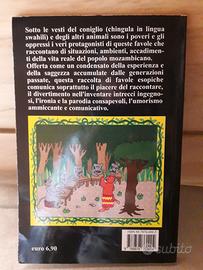 Sotto le vesti del coniglio (chingula in lingua
swahili) e degli altri animali sono i poveri e gli
oppressi i veri protagonisti di queste favole che
raccontano di situazioni, ambienti, accadimen-
ti della vita reale del popolo mozambicano.
Offerta come un condensato della esperienza e
della saggezza accumulate dalle generazioni
passate, questa raccolta di favole esopiche
comunica soprattutto il piacere del raccontare,
il divertimento nell'inventare intrecci ingegno-
si, l'ironia e la parodia consapevoli, l'umorismo
ammiccante e comunicativo.
euro 6,90
subito